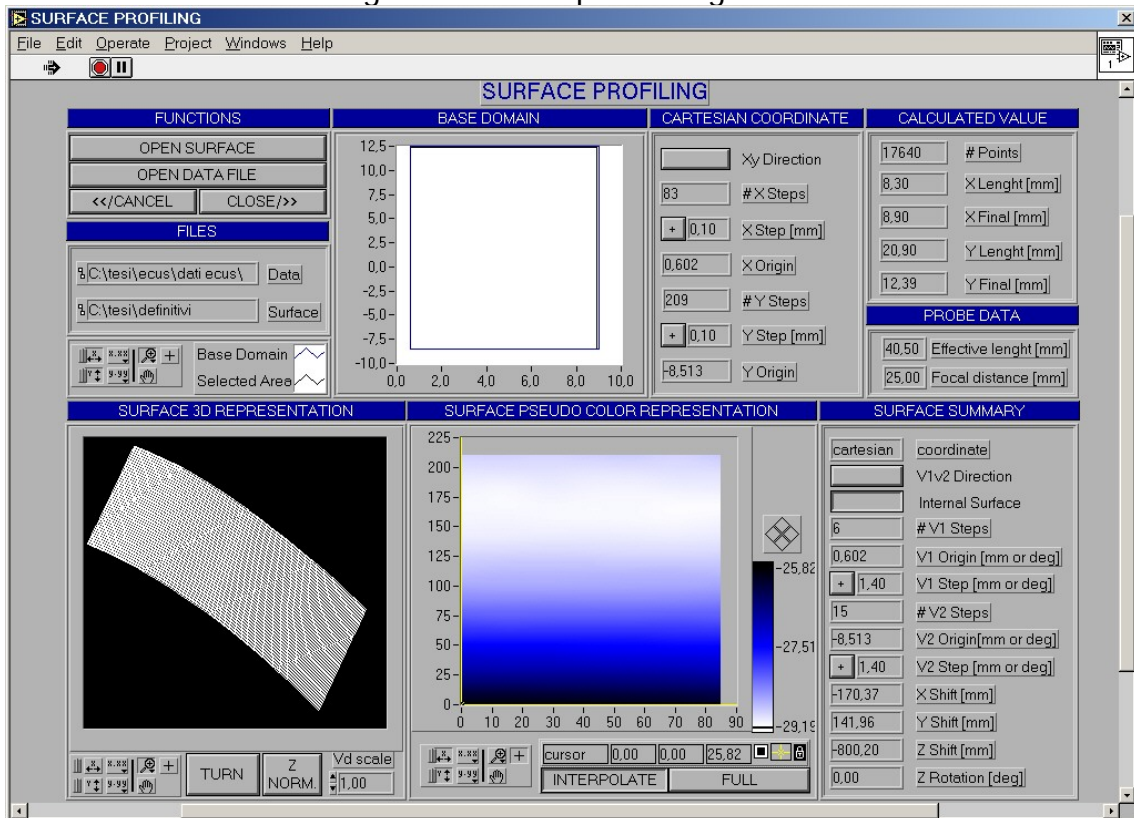 SURFACE PROFILING
File Edit Operate Project Windows Help
1
SURFACE PROFILING
FUNCTIONS
OPEN SURFACE
OPEN DATA FILE
<</CANCEL CLOSE/>>
FILES
C:\tesi\ecus\dati ecus\ Data
C:\tesi\definitivi Surface
Base Domain
Selected Area
BASE DOMAIN
12,5
10,0
7,5
5,0
2,5
0,0
-2,5
-5,0
-7,5
-10,0
0,0 2,0 4,0 6,0 8,0 10,0
CARTESIAN COORDINATE
Xy Direction
83 #X Steps
+ 0,10 X Step [mm]
0,602 X Origin
209 #Y Steps
+ 0,10 Y Step [mm]
-8,513 Y Origin
CALCULATED VALUE
17640 # Points
8,30 X Lenght [mm]
8,90 X Final [mm]
20,90 Y Lenght [mm]
12,39 Y Final [mm]
PROBE DATA
40,50 Effective lenght [mm]
25,00 Focal distance [mm]
SURFACE 3D REPRESENTATION
TURN
Z NORM.
Vd scale
1,00
SURFACE PSEUDO COLOR REPRESENTATION
225
200
175
150
125
100
75
50
25
0
0 10 20 30 40 50 60 70 80 90
-25,82
-27,51
-29,19
cursor 0,00 0,00 25,82
INTERPOLATE FULL
SURFACE SUMMARY
cartesian coordinate
V1v2 Direction
Internal Surface
6 # V1 Steps
0,602 V1 Origin [mm or deg]
+ 1,40 V1 Step [mm or deg]
15 # V2 Steps
-8,513 V2 Origin[mm or deg]
+ 1,40 V2 Step [mm or deg]
-170,37 X Shift [mm]
141,96 Y Shift [mm]
-800,20 Z Shift [mm]
0,00 Z Rotation [deg]